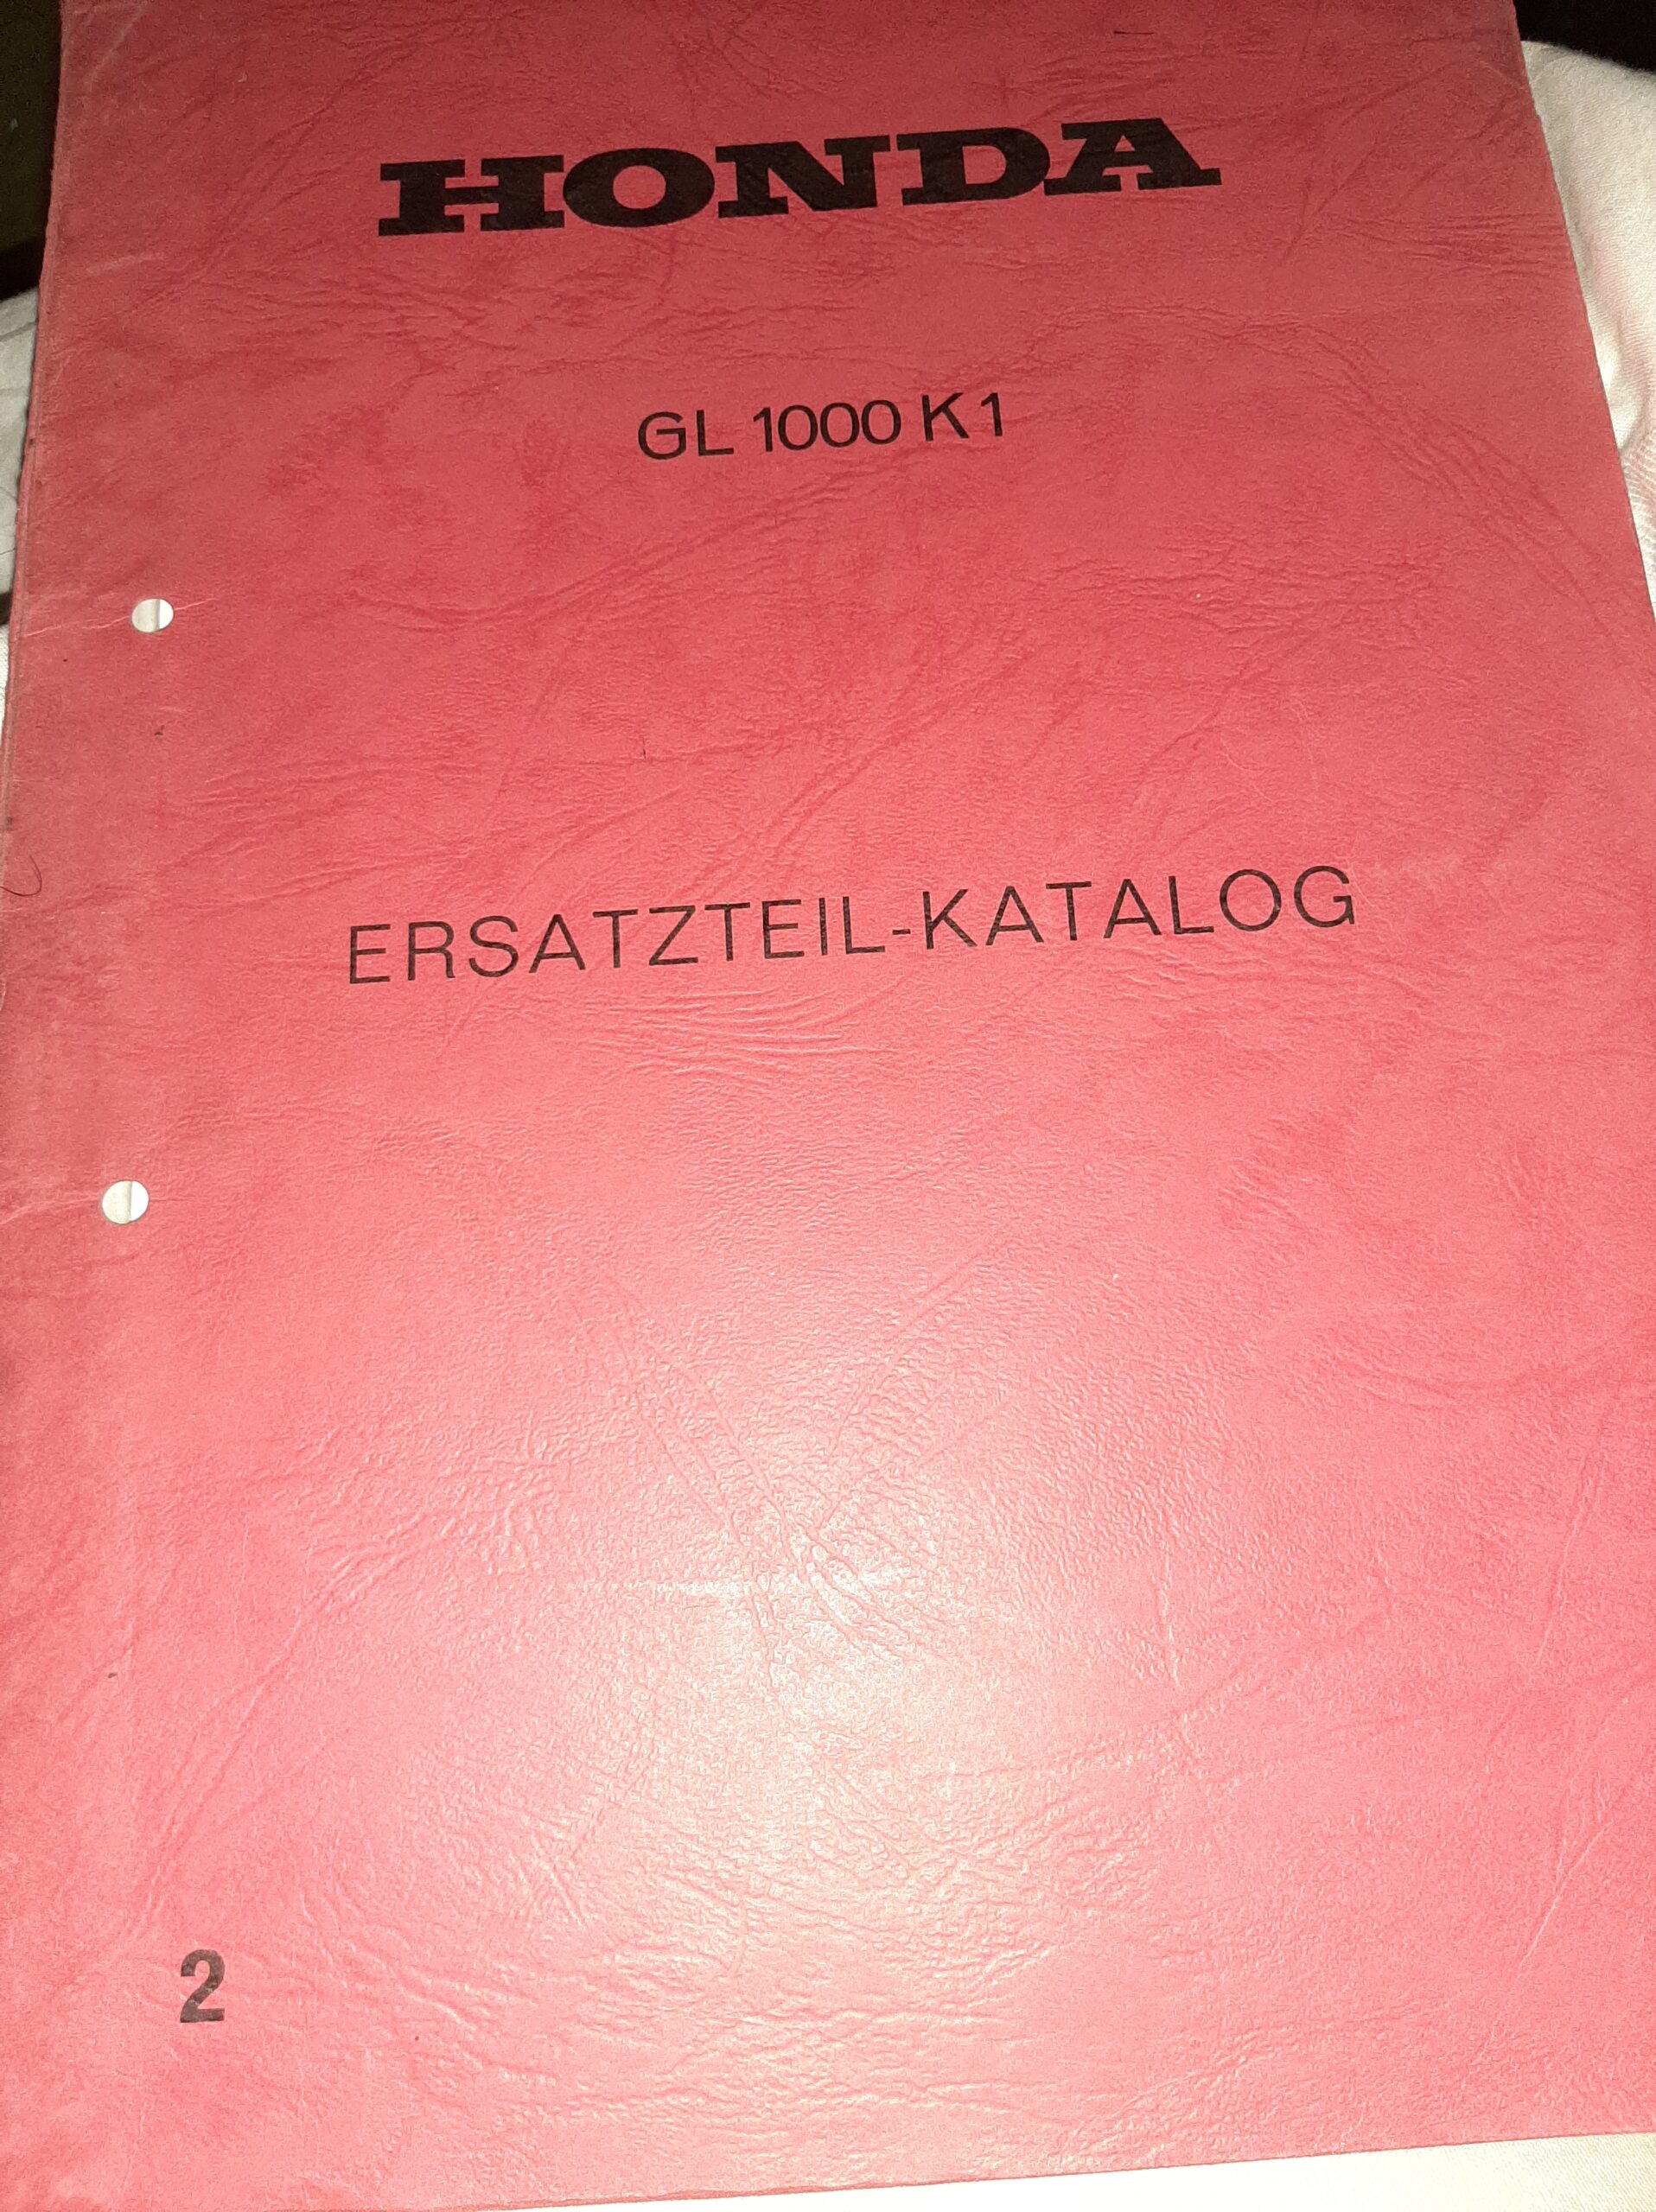 HONDA
GL 1000 K1
ERSATZTEIL-KATALOG
2